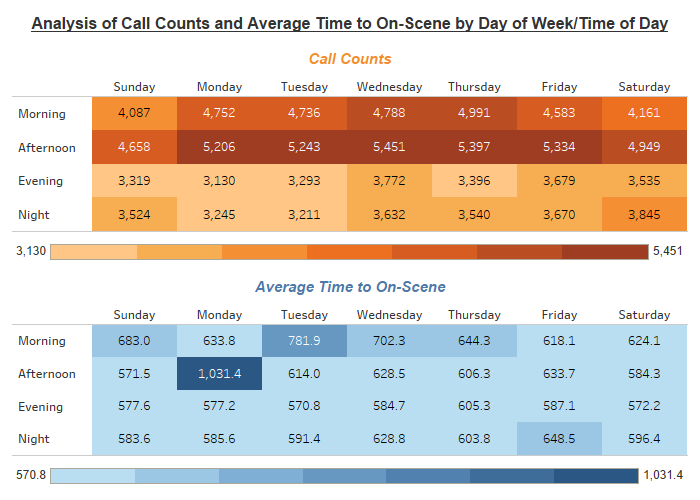 Analysis of Call Counts and Average Time to On-Scene by Day of Week/Time of Day
Call Counts
Sunday Monday Tuesday Wednesday Thursday Friday Saturday
Morning 4,087 4,752 4,736 4,788 4,991 4,583 4,161
Afternoon 4,658 5,206 5,243 5,451 5,397 5,334 4,949
Evening 3,319 3,130 3,293 3,772 3,396 3,679 3,535
Night 3,524 3,245 3,211 3,632 3,540 3,670 3,845
3,130 5,451
Average Time to On-Scene
Sunday Monday Tuesday Wednesday Thursday Friday Saturday
Morning 683.0 633.8 781.9 702.3 644.3 618.1 624.1
Afternoon 571.5 1,031.4 614.0 628.5 606.3 633.7 584.3
Evening 577.6 577.2 570.8 584.7 605.3 587.1 572.2
Night 583.6 585.6 591.4 628.8 603.8 648.5 596.4
570.8 1,031.4